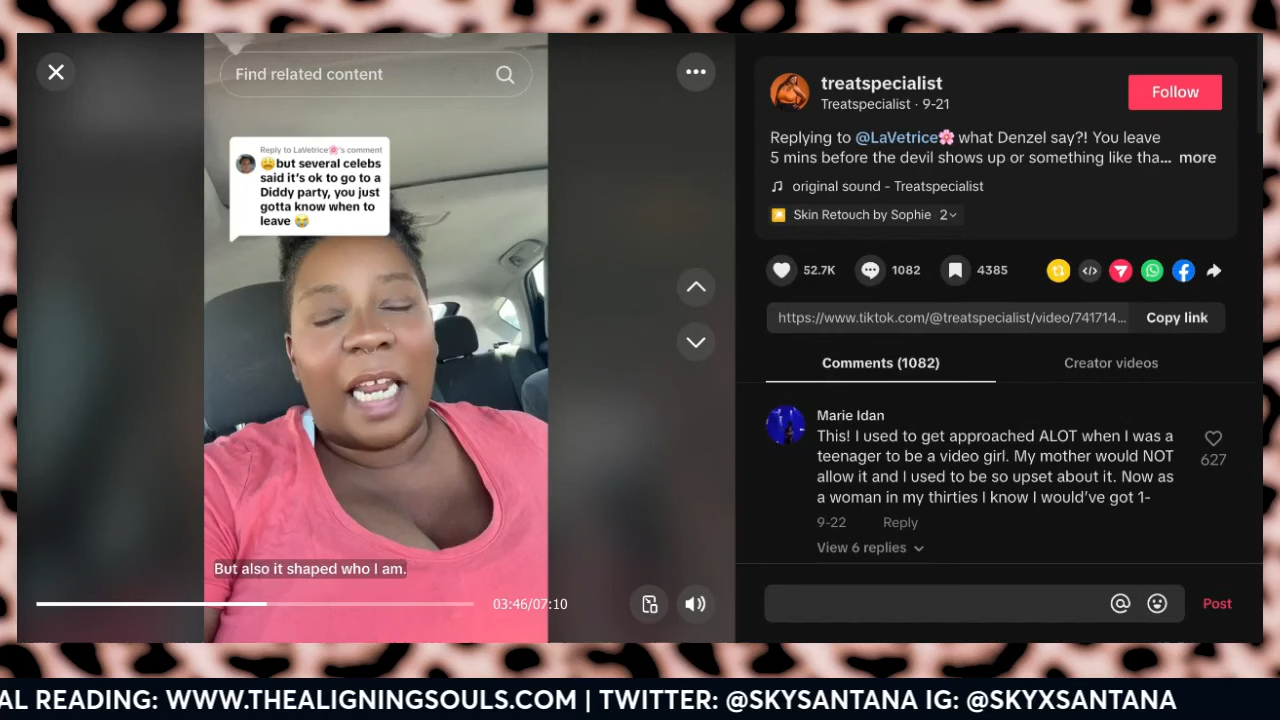 Find related content
Reply to LaVetrice🌸's comment
😩but several celebs
said it's ok to go to a
Diddy party, you just
gotta know when to
leave 😂
But also it shaped who I am.
03:46/07:10
treatspecialist
Treatspecialist · 9-21
Follow
Replying to @LaVetrice🌸 what Denzel say?! You leave
5 mins before the devil shows up or something like tha... more
original sound - Treatspecialist
Skin Retouch by Sophie 2
52.7K 1082 4385
https://www.tiktok.com/@treatspecialist/video/741714... Copy link
Comments (1082) Creator videos
Marie Idan
This! I used to get approached ALOT when I was a
teenager to be a video girl. My mother would NOT
allow it and I used to be so upset about it. Now as
a woman in my thirties I know I would've got 1-
627
9-22 Reply
View 6 replies
@ Post
AL READING: WWW.THEALIGNINGSOULS.COM | TWITTER: @SKYSANTANA IG: @SKYXSANTANA